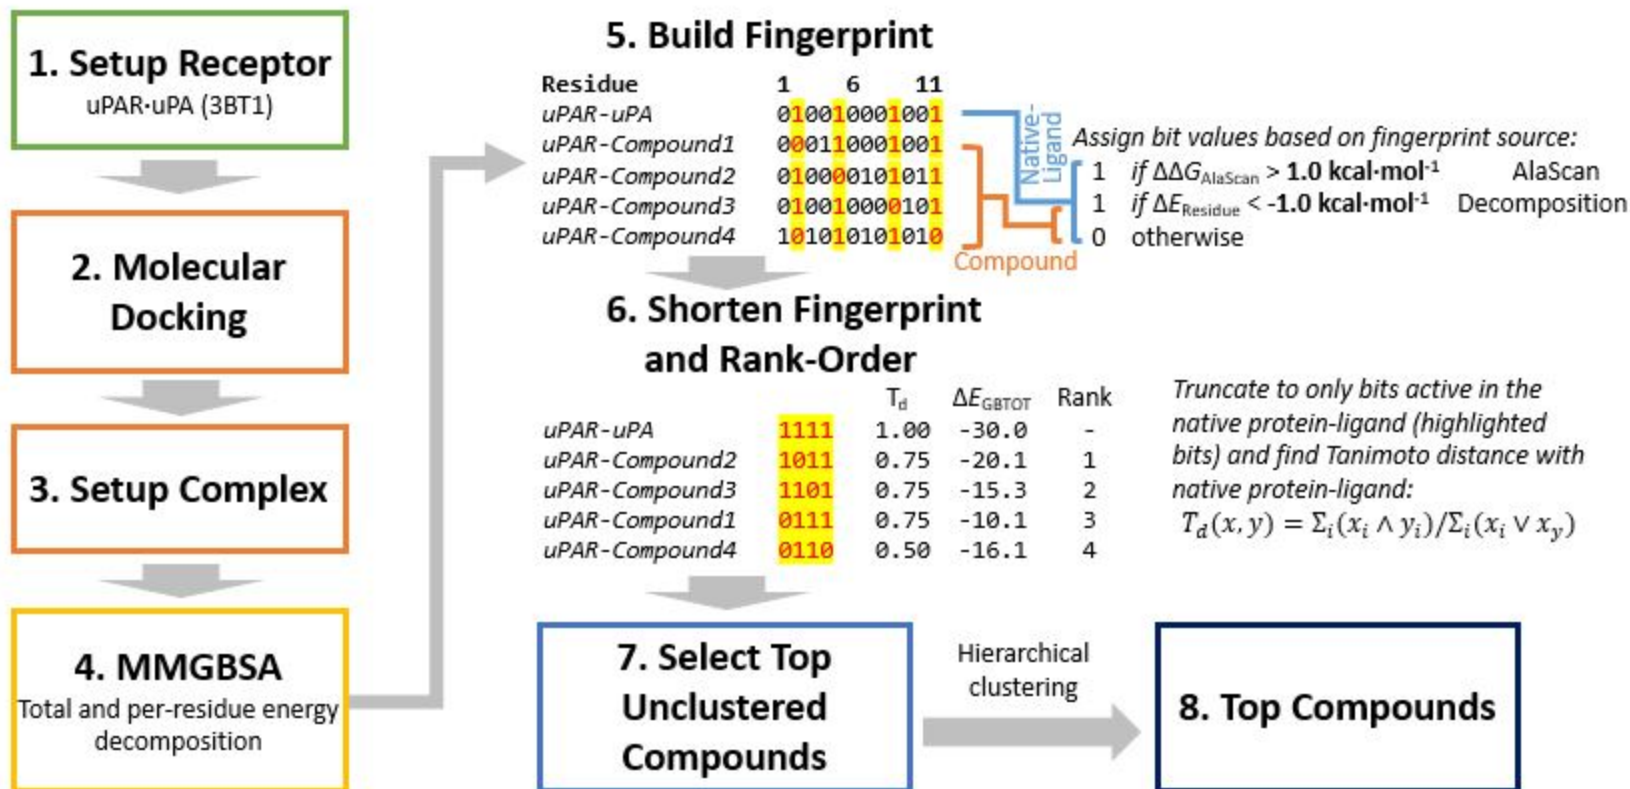 1. Setup Receptor
uPAR·uPA (3BT1)
2. Molecular
Docking
3. Setup Complex
4. MMGBSA
Total and per-residue energy
decomposition
5. Build Fingerprint
Residue 1 6 11
uPAR-uPA 010010001001
uPAR-Compound1 000110001001
uPAR-Compound2 010000101011
uPAR-Compound3 010010000101
uPAR-Compound4 101010101010
Native-
Ligand
Compound
Assign bit values based on fingerprint source:
1 if ΔΔG_AlaScan > 1.0 kcal·mol⁻¹ AlaScan
1 if ΔE_Residue < -1.0 kcal·mol⁻¹ Decomposition
0 otherwise
6. Shorten Fingerprint
and Rank-Order
T_d ΔE_GBTOT Rank
uPAR-uPA 1111 1.00 -30.0 -
uPAR-Compound2 1011 0.75 -20.1 1
uPAR-Compound3 1101 0.75 -15.3 2
uPAR-Compound1 0111 0.75 -10.1 3
uPAR-Compound4 0110 0.50 -16.1 4
Truncate to only bits active in the
native protein-ligand (highlighted
bits) and find Tanimoto distance with
native protein-ligand:
T_d(x, y) = Σ_i(x_i ∧ y_i)/Σ_i(x_i ∨ x_y)
7. Select Top
Unclustered
Compounds
Hierarchical
clustering
8. Top Compounds